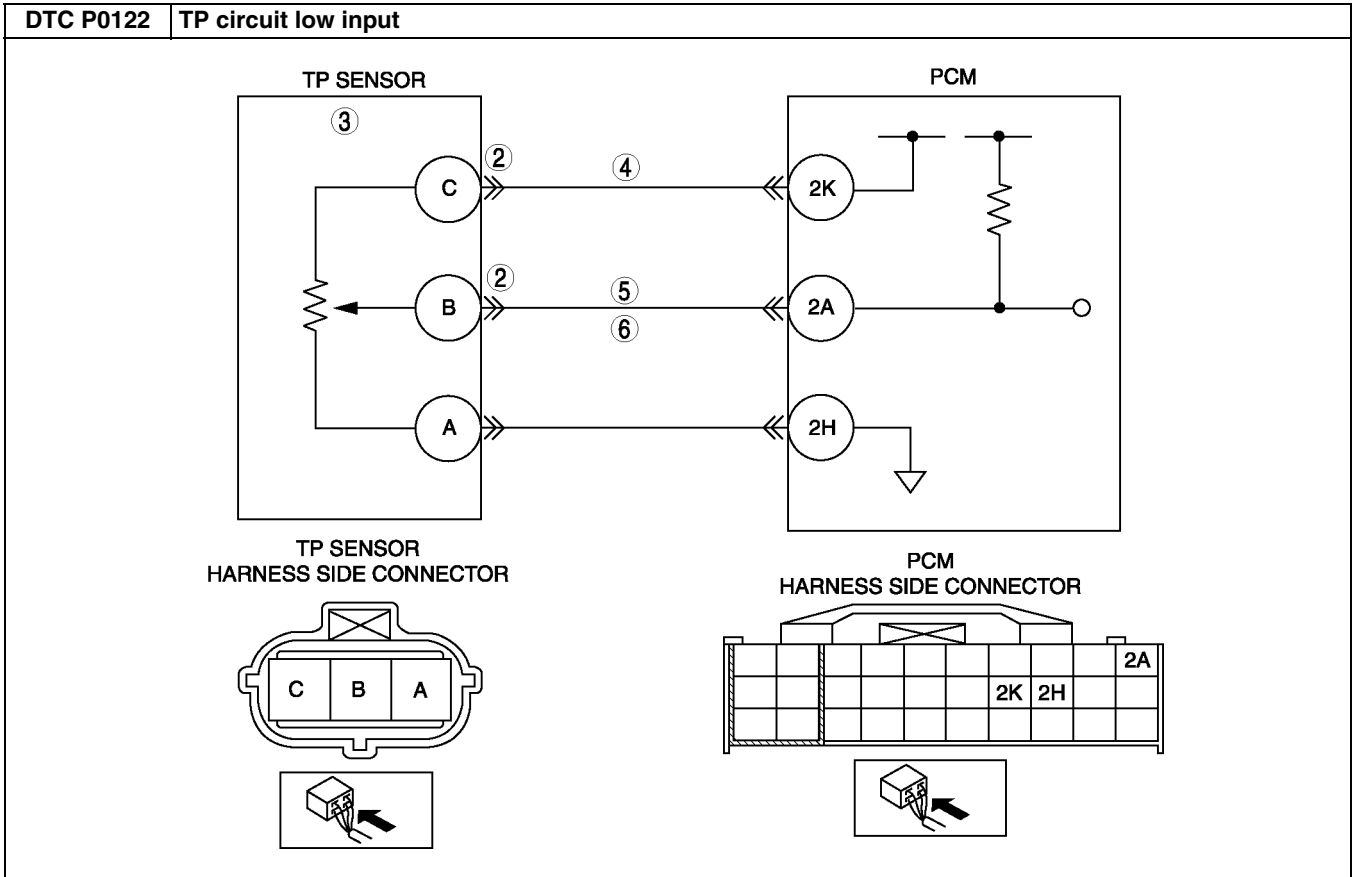 DTC P0122 TP circuit low input
TP SENSOR PCM
③
② ④
C 2K
② ⑤
B 2A
⑥
A 2H
TP SENSOR
HARNESS SIDE CONNECTOR
PCM
HARNESS SIDE CONNECTOR
2A
C B A
2K 2H